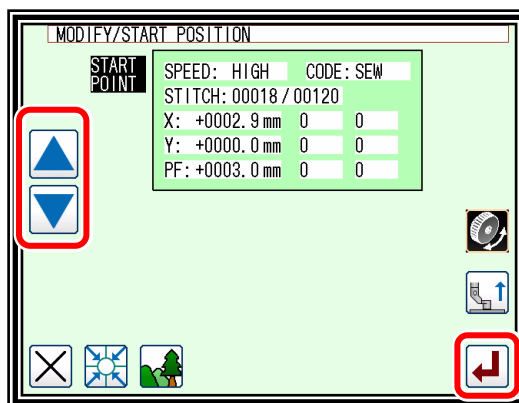 MODIFY/START POSITION
START
POINT
SPEED: HIGH CODE: SEW
STITCH: 00018 / 00120
X: +0002.9 mm 0 0
Y: +0000.0 mm 0 0
PF: +0003.0 mm 0 0